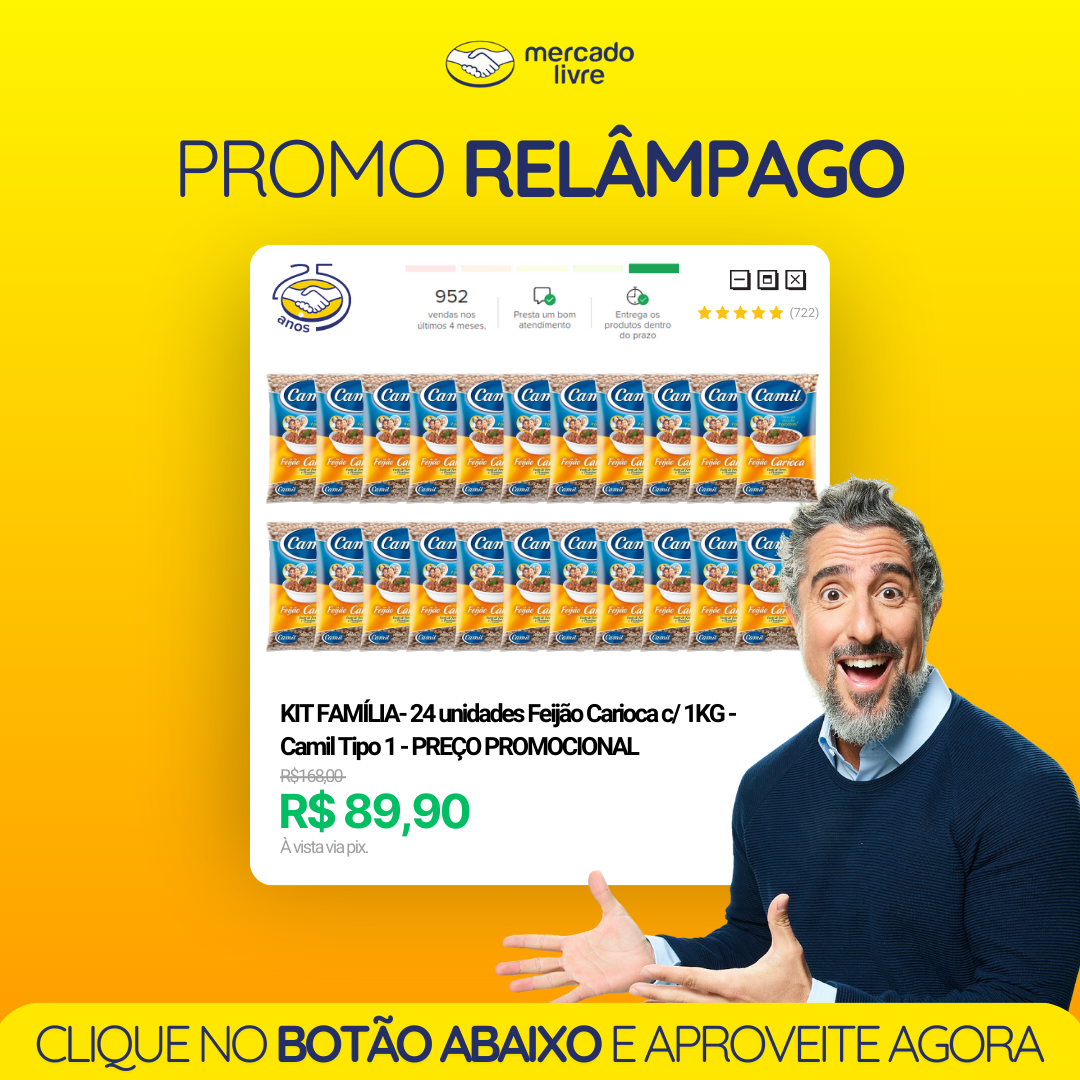 mercado
livre
PROMO RELÂMPAGO
25
anos
952
vendas nos
últimos 4 meses.
Presta um bom
atendimento
Entrega os
produtos dentro
do prazo
(722)
Camil
Feijão Carioca
Camil
KIT FAMÍLIA- 24 unidades Feijão Carioca c/ 1KG -
Camil Tipo 1 - PREÇO PROMOCIONAL
R$168,00
R$ 89,90
À vista via pix.
CLIQUE NO BOTÃO ABAIXO E APROVEITE AGORA